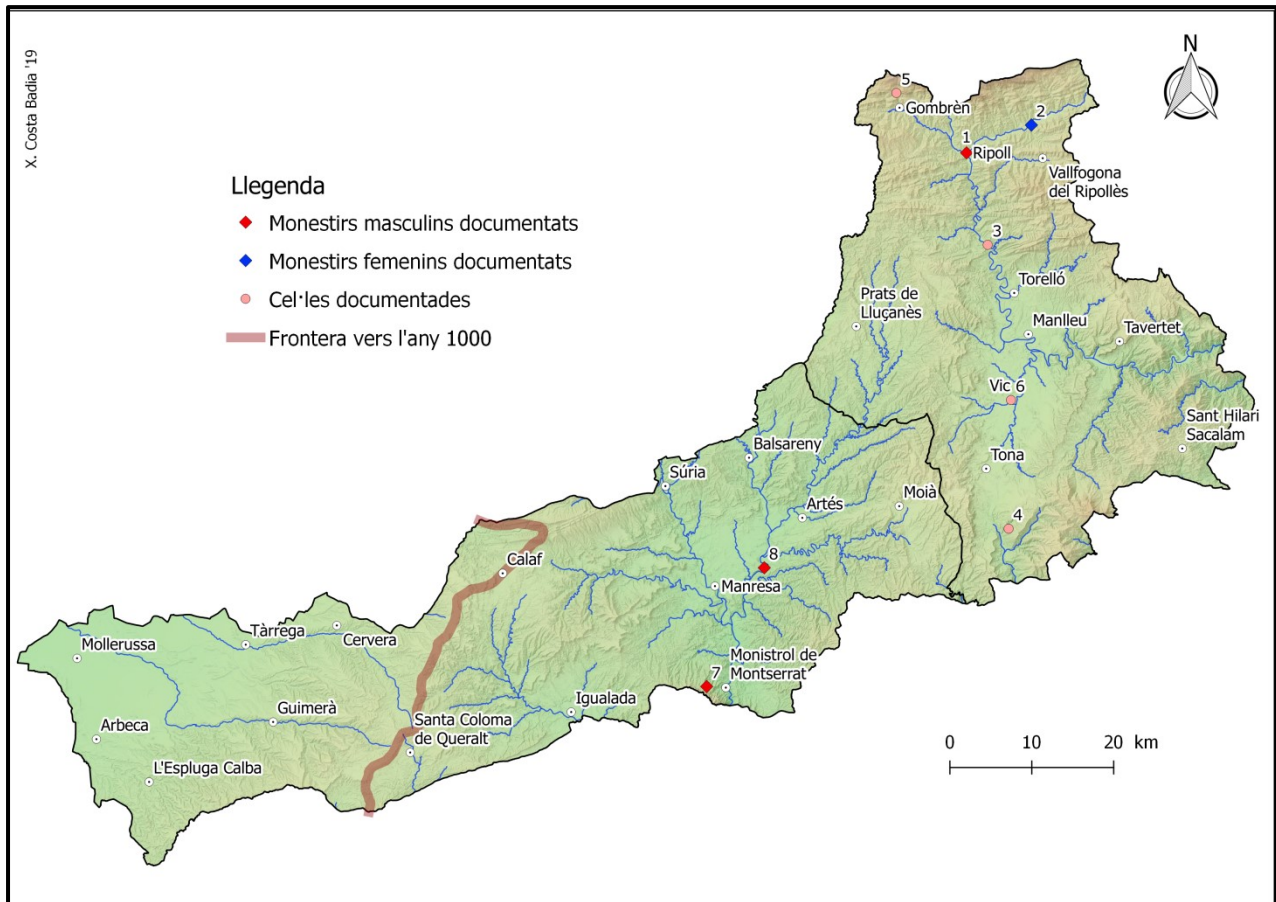 X. Costa Badia '19
N
Llegenda
Monestirs masculins documentats
Monestirs femenins documentats
Cel·les documentades
Frontera vers l'any 1000
5
Gombrèn
2
1
Ripoll
Vallfogona
del Ripollès
3
Torelló
Prats de
Lluçanès
Manlleu
Tavertet
Vic 6
Sant Hilari
Sacalam
Tona
4
Balsareny
Súria
Artés
Moià
8
Calaf
Manresa
Cervera
Tàrrega
Mollerussa
Monistrol de
Montserrat
7
Igualada
Guimerà
Santa Coloma
de Queralt
Arbeca
L'Espluga Calba
0 10 20 km